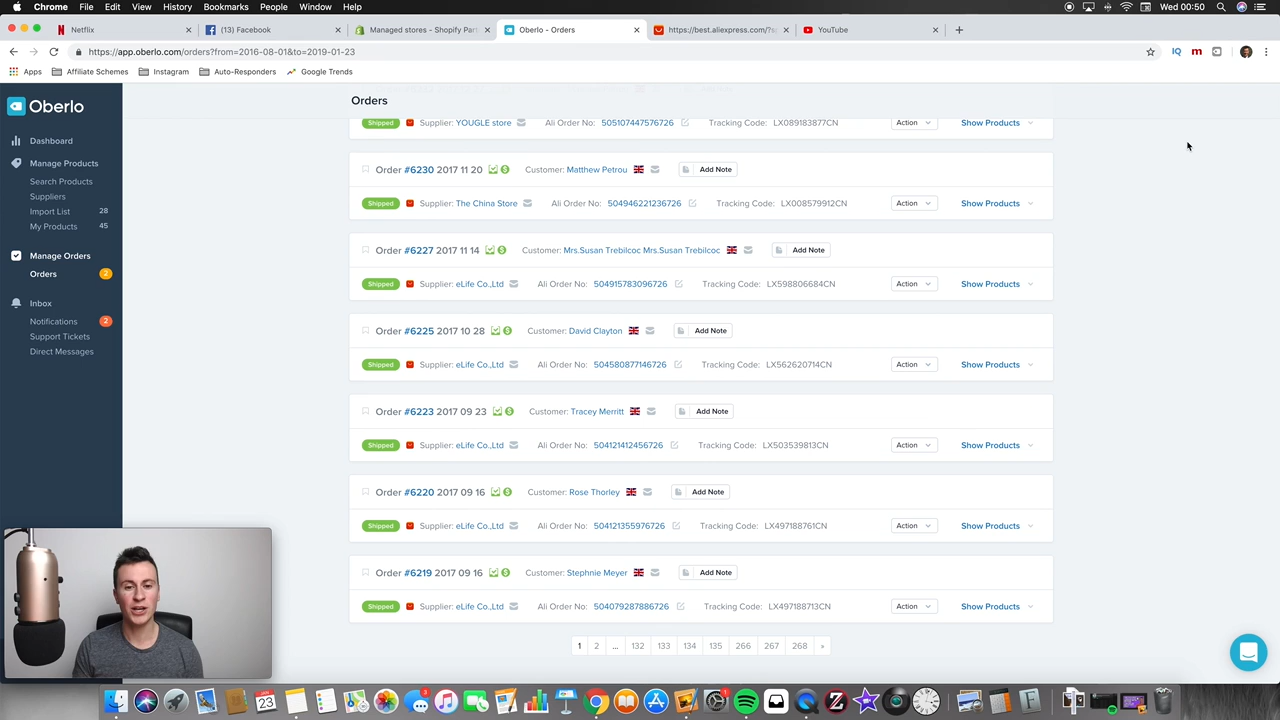 Chrome File Edit View History Bookmarks People Window Help Wed 00:50
Netflix (13) Facebook Managed stores - Shopify Par Oberlo - Orders https://best.aliexpress.com/?s YouTube
https://app.oberlo.com/orders?from=2016-08-01&to=2019-01-23
Apps Affiliate Schemes Instagram Auto-Responders Google Trends
Oberlo
Dashboard
Manage Products
Search Products
Suppliers
Import List 28
My Products 45
Manage Orders
Orders 2
Inbox
Notifications 2
Support Tickets
Direct Messages
Orders
Shipped Supplier: YOUGLE store Ali Order No: 505107447576726 Tracking Code: LX089183877CN Action Show Products
Order #6230 2017 11 20 Customer: Matthew Petrou Add Note
Shipped Supplier: The China Store Ali Order No: 504946221236726 Tracking Code: LX008579912CN Action Show Products
Order #6227 2017 11 14 Customer: Mrs.Susan Trebilcoc Mrs.Susan Trebilcoc Add Note
Shipped Supplier: eLife Co.,Ltd Ali Order No: 504915783096726 Tracking Code: LX598806684CN Action Show Products
Order #6225 2017 10 28 Customer: David Clayton Add Note
Shipped Supplier: eLife Co.,Ltd Ali Order No: 504580877146726 Tracking Code: LX562620714CN Action Show Products
Order #6223 2017 09 23 Customer: Tracey Merritt Add Note
Shipped Supplier: eLife Co.,Ltd Ali Order No: 504121412456726 Tracking Code: LX503539813CN Action Show Products
Order #6220 2017 09 16 Customer: Rose Thorley Add Note
Shipped Supplier: eLife Co.,Ltd Ali Order No: 504121355976726 Tracking Code: LX497188761CN Action Show Products
Order #6219 2017 09 16 Customer: Stephnie Meyer Add Note
Shipped Supplier: eLife Co.,Ltd Ali Order No: 504079287886726 Tracking Code: LX497188713CN Action Show Products
1 2 ... 132 133 134 135 266 267 268 »